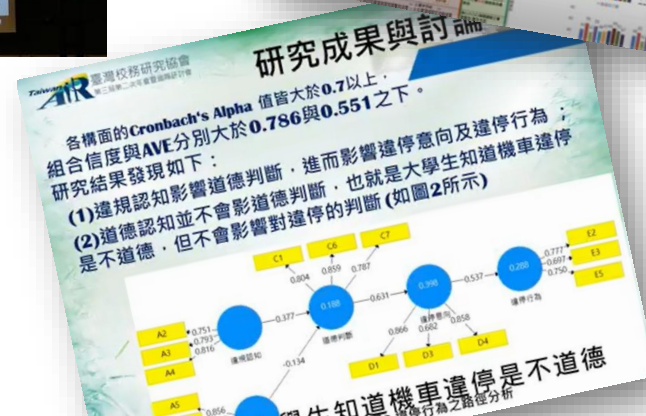 Taiwan AIR 臺灣校務研究協會
研究成果與討論
各構面的Cronbach's Alpha 值皆大於0.7以上,
組合信度與AVE分別大於0.786與0.551之下。
研究結果發現如下:
(1)違規認知影響道德判斷,進而影響違停意向及違停行為;
(2)道德認知並不會影道德判斷,也就是大學生知道機車違停
是不道德,但不會影響對違停的判斷(如圖2所示)
C1
C6
C7
0.804
0.859
0.787
E2
E3
E5
0.777
0.697
0.750
0.288
違停行為
0.537
0.398
違停意向
0.631
0.188
道德判斷
0.377
違規認知
A2
A3
A4
0.751
0.793
0.816
-0.134
0.866
0.682
0.858
D1
D3
D4
A5
0.856
學生知道機車違停是不道德
停行為之路徑分析